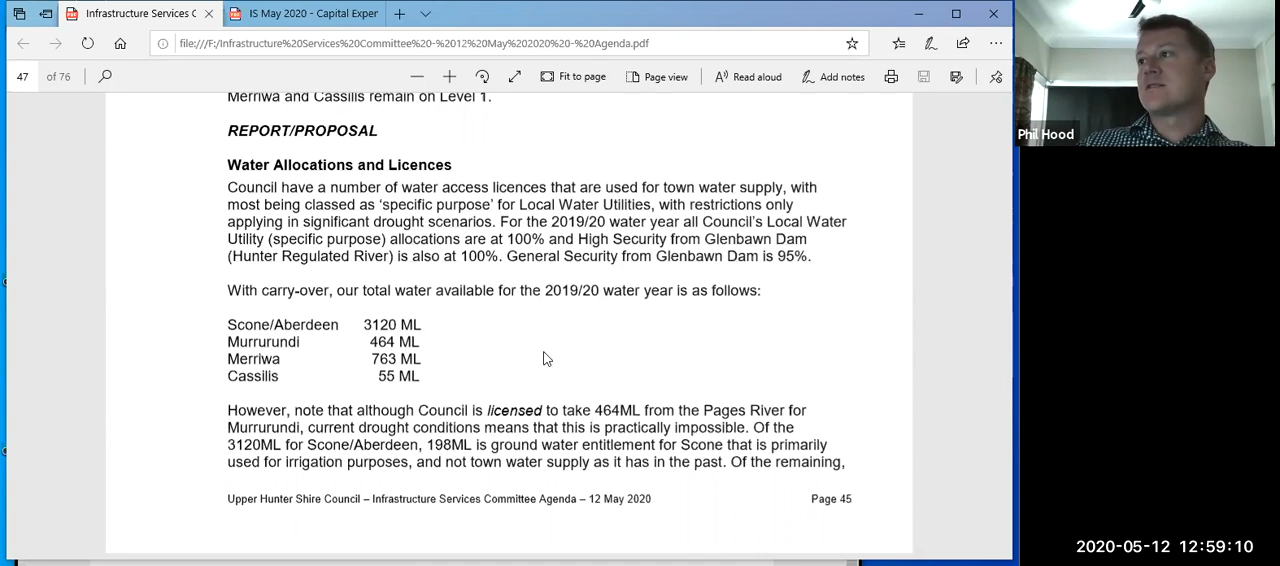 Infrastructure Services C
IS May 2020 - Capital Exper
file:///F:/Infrastructure%20Services%20Committee%20-%2012%20May%202020%20-%20Agenda.pdf
47 of 76
Fit to page
Page view
Read aloud
Add notes
Merriwa and Cassilis remain on Level 1.
REPORT/PROPOSAL
Water Allocations and Licences
Council have a number of water access licences that are used for town water supply, with
most being classed as ‘specific purpose’ for Local Water Utilities, with restrictions only
applying in significant drought scenarios. For the 2019/20 water year all Council’s Local Water
Utility (specific purpose) allocations are at 100% and High Security from Glenbawn Dam
(Hunter Regulated River) is also at 100%. General Security from Glenbawn Dam is 95%.
With carry-over, our total water available for the 2019/20 water year is as follows:
Scone/Aberdeen 3120 ML
Murrurundi 464 ML
Merriwa 763 ML
Cassilis 55 ML
However, note that although Council is licensed to take 464ML from the Pages River for
Murrurundi, current drought conditions means that this is practically impossible. Of the
3120ML for Scone/Aberdeen, 198ML is ground water entitlement for Scone that is primarily
used for irrigation purposes, and not town water supply as it has in the past. Of the remaining,
Upper Hunter Shire Council – Infrastructure Services Committee Agenda – 12 May 2020 Page 45
Phil Hood
2020-05-12 12:59:10